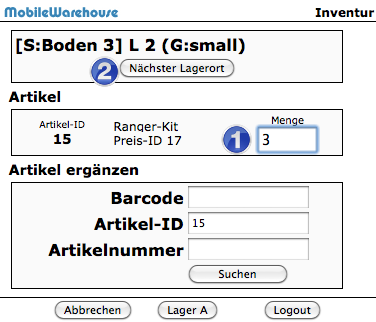 MobileWarehouse Inventur
[S:Boden 3] L 2 (G:small)
2 Nächster Lagerort
Artikel
Artikel-ID Ranger-Kit Menge
15 Preis-ID 17 1 3
Artikel ergänzen
Barcode
Artikel-ID 15
Artikelnummer
Suchen
Abbrechen Lager A Logout